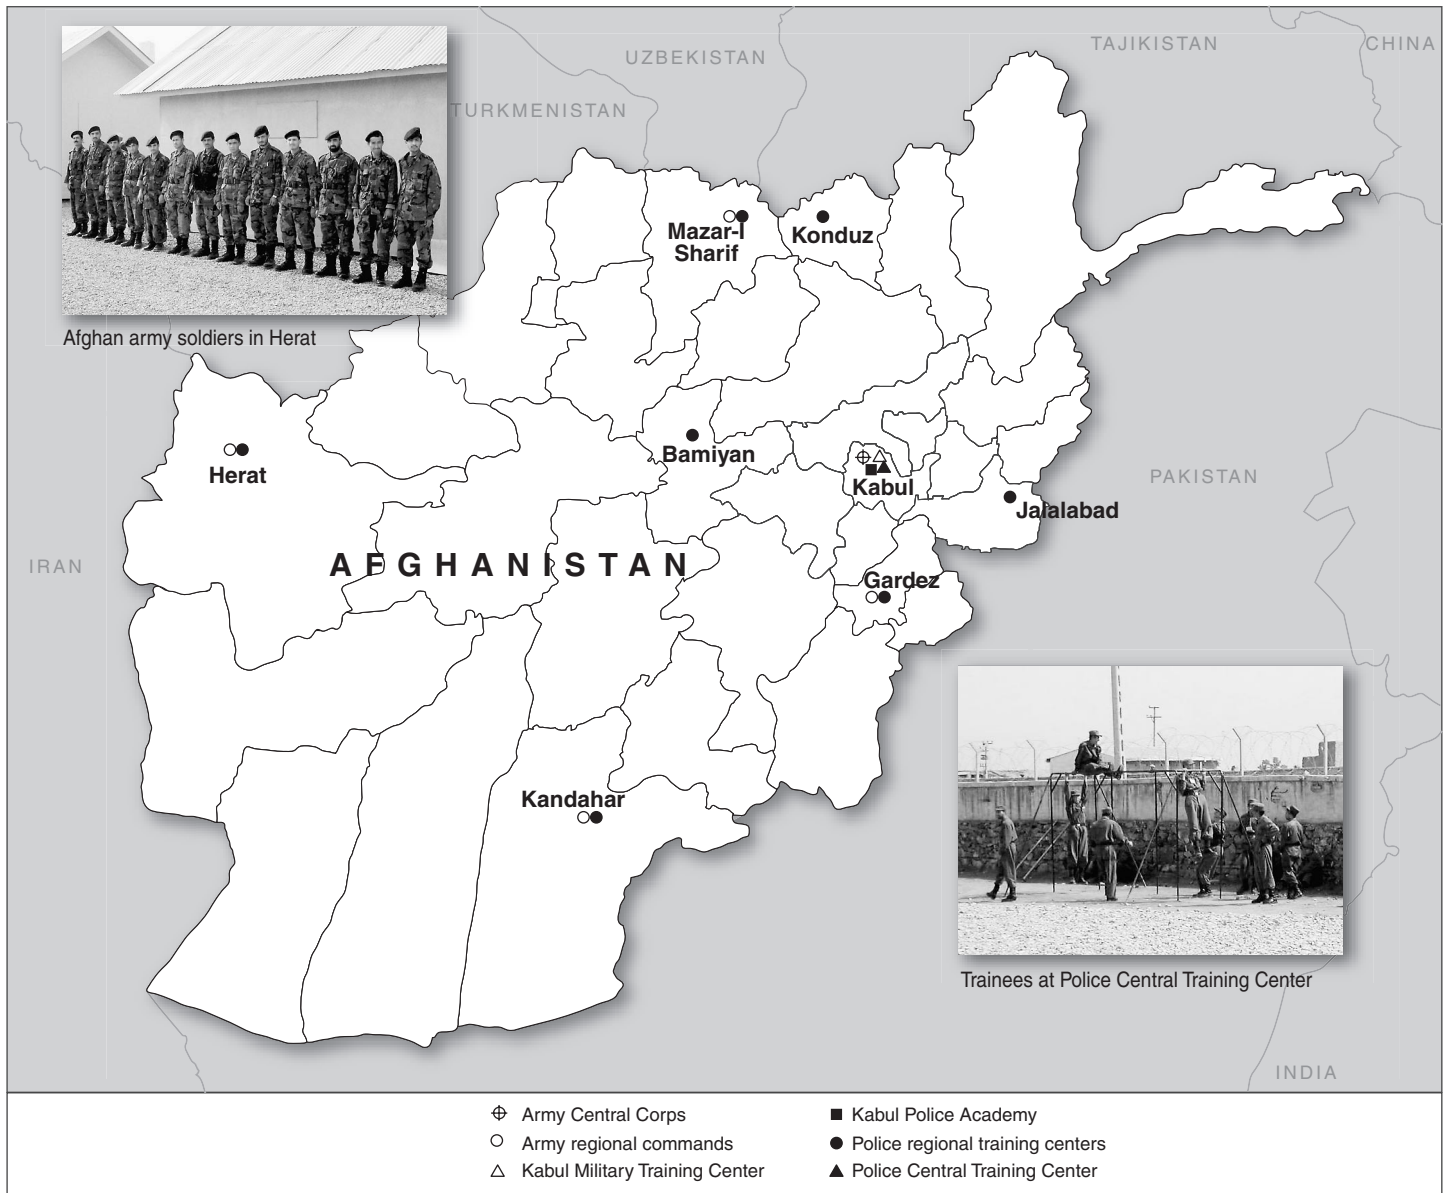 UZBEKISTAN
TAJIKISTAN
CHINA
TURKMENISTAN
Mazar-I
Sharif
Konduz
Afghan army soldiers in Herat
Herat
Bamiyan
Kabul
PAKISTAN
Jalalabad
IRAN
AFGHANISTAN
Gardez
Kandahar
Trainees at Police Central Training Center
INDIA
Army Central Corps
Army regional commands
Kabul Military Training Center
Kabul Police Academy
Police regional training centers
Police Central Training Center